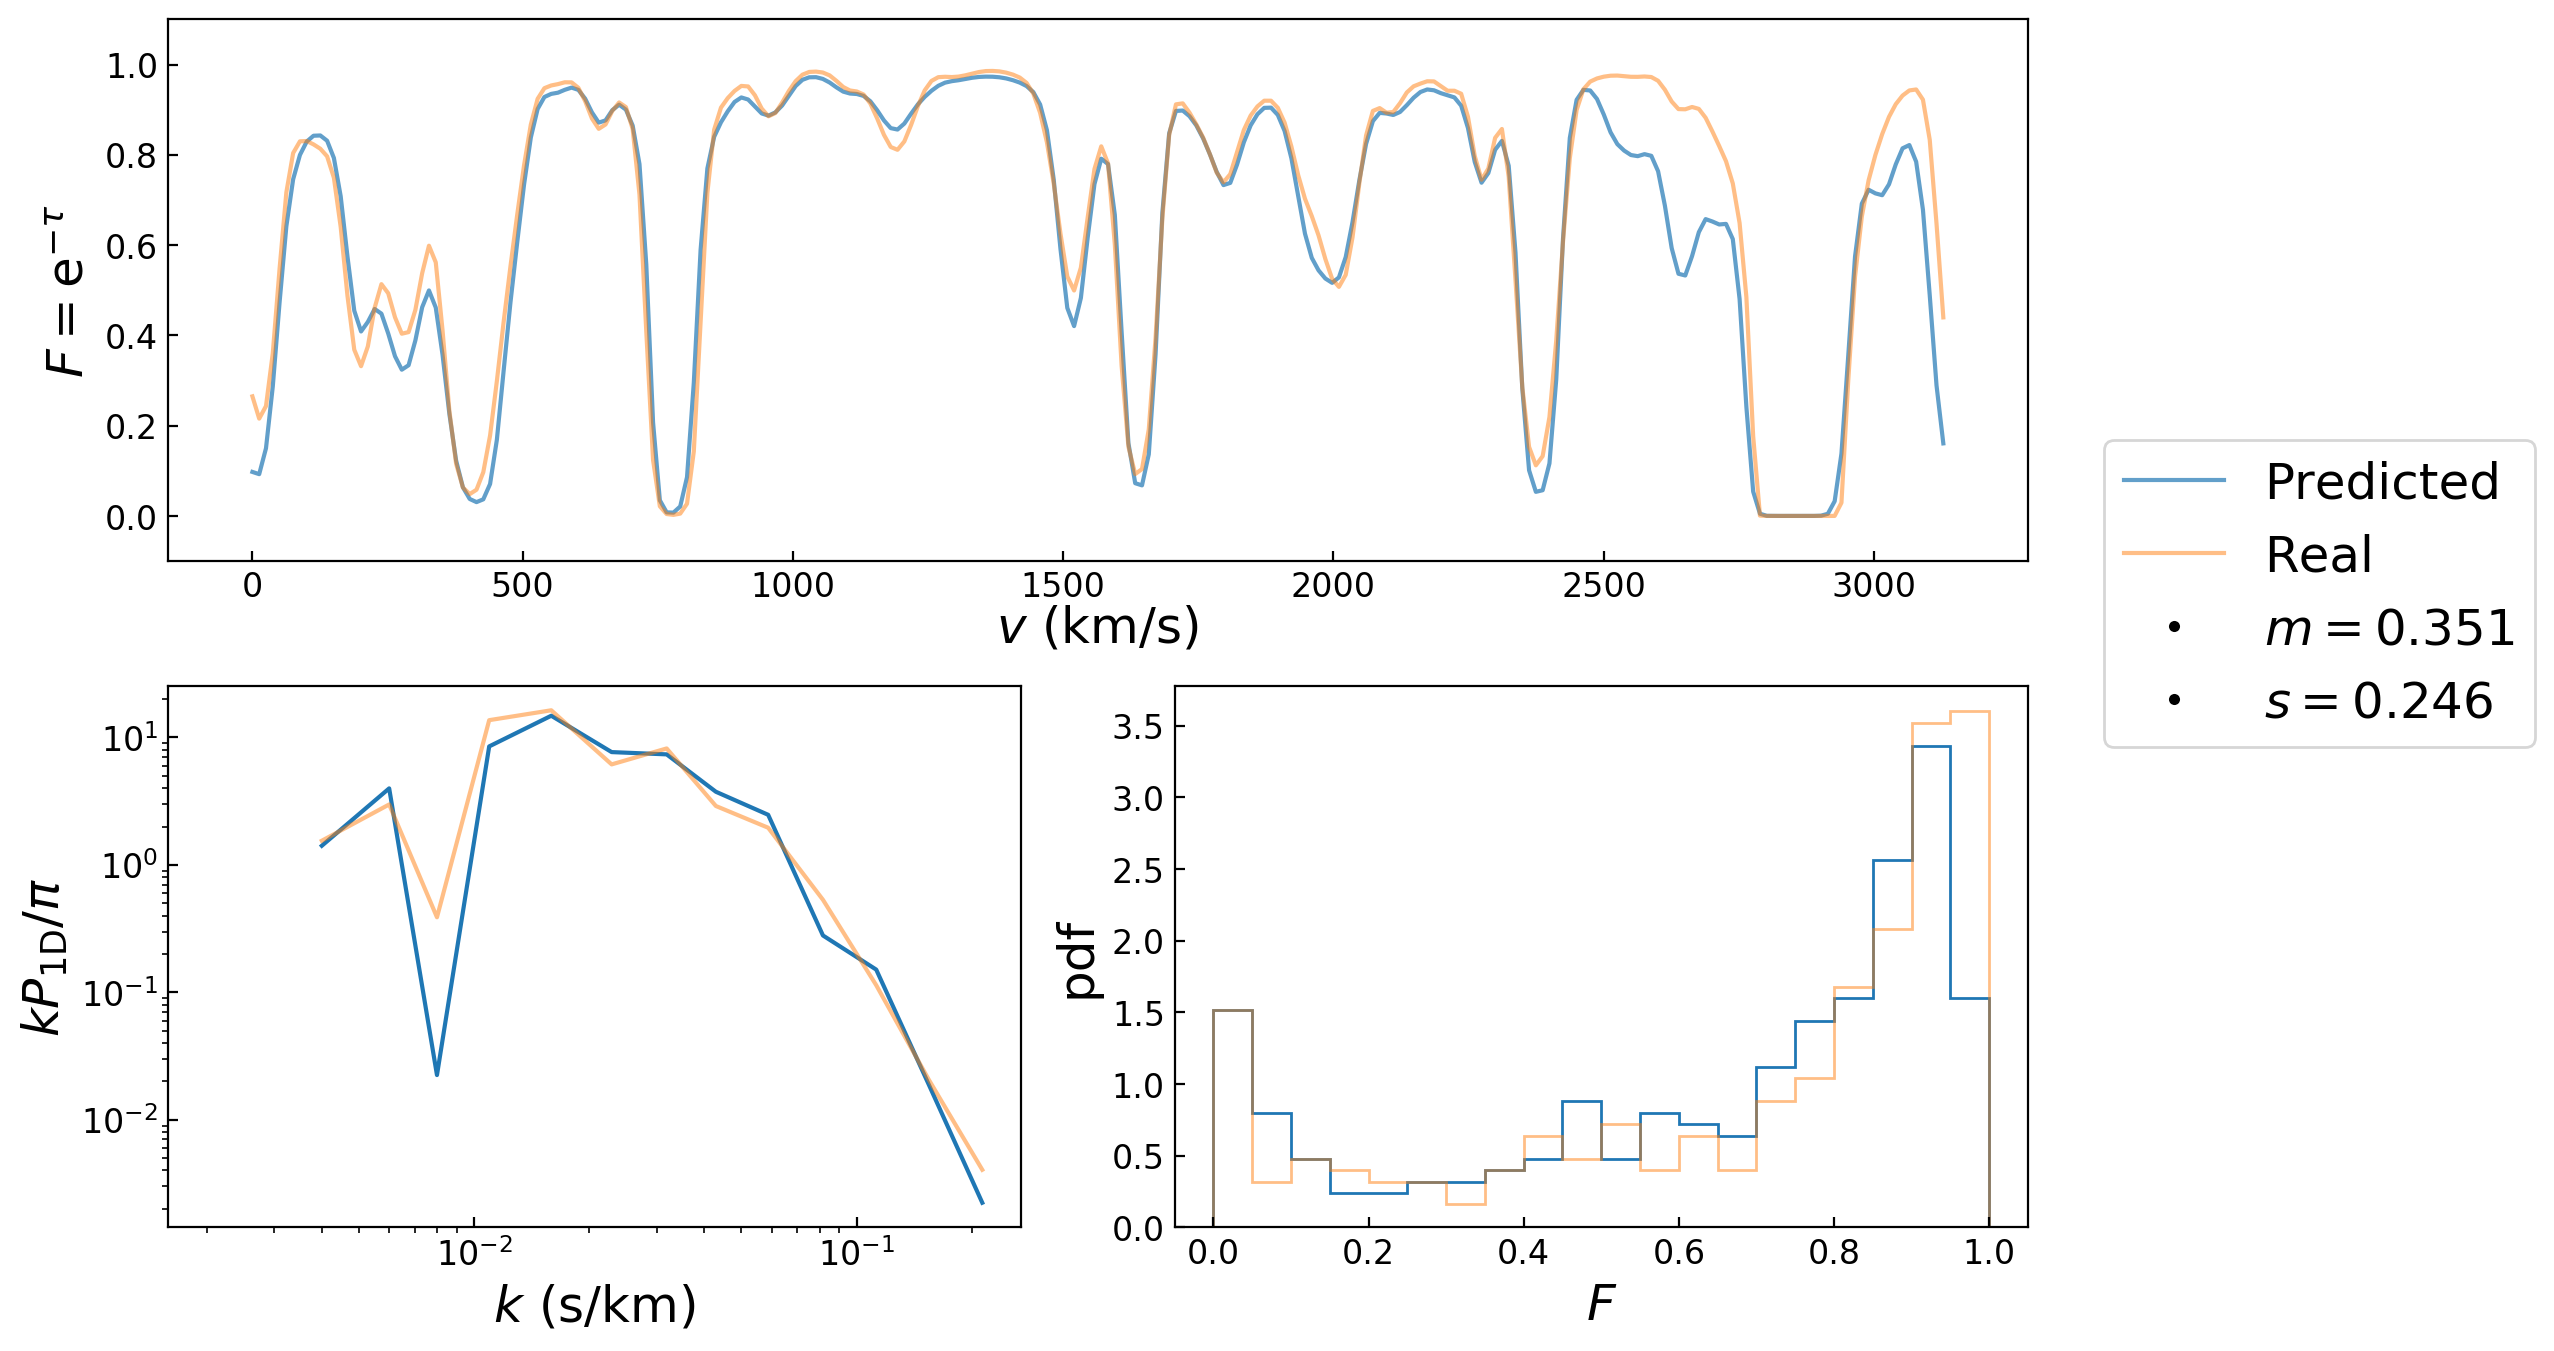 1.0
0.8
0.6
0.4
0.2
0.0
F = e^{−τ}
0 500 1000 1500 2000 2500 3000
v (km/s)
Predicted
Real
m = 0.351
s = 0.246
10^1
10^0
10^{−1}
10^{−2}
kP_{1D}/π
10^{−2} 10^{−1}
k (s/km)
3.5
3.0
2.5
2.0
1.5
1.0
0.5
0.0
pdf
0.0 0.2 0.4 0.6 0.8 1.0
F